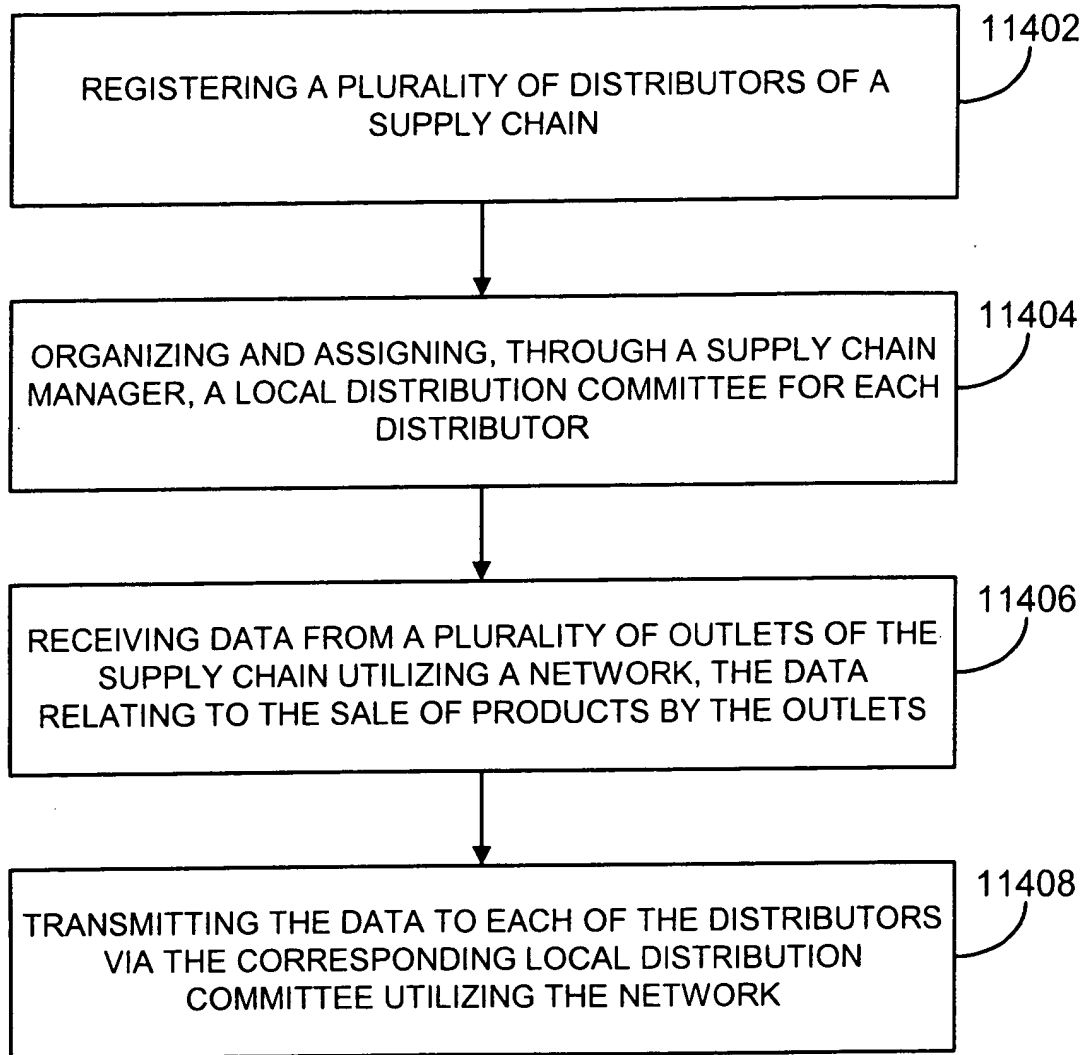 11402
REGISTERING A PLURALITY OF DISTRIBUTORS OF A
SUPPLY CHAIN
11404
ORGANIZING AND ASSIGNING, THROUGH A SUPPLY CHAIN
MANAGER, A LOCAL DISTRIBUTION COMMITTEE FOR EACH
DISTRIBUTOR
11406
RECEIVING DATA FROM A PLURALITY OF OUTLETS OF THE
SUPPLY CHAIN UTILIZING A NETWORK, THE DATA
RELATING TO THE SALE OF PRODUCTS BY THE OUTLETS
11408
TRANSMITTING THE DATA TO EACH OF THE DISTRIBUTORS
VIA THE CORRESPONDING LOCAL DISTRIBUTION
COMMITTEE UTILIZING THE NETWORK